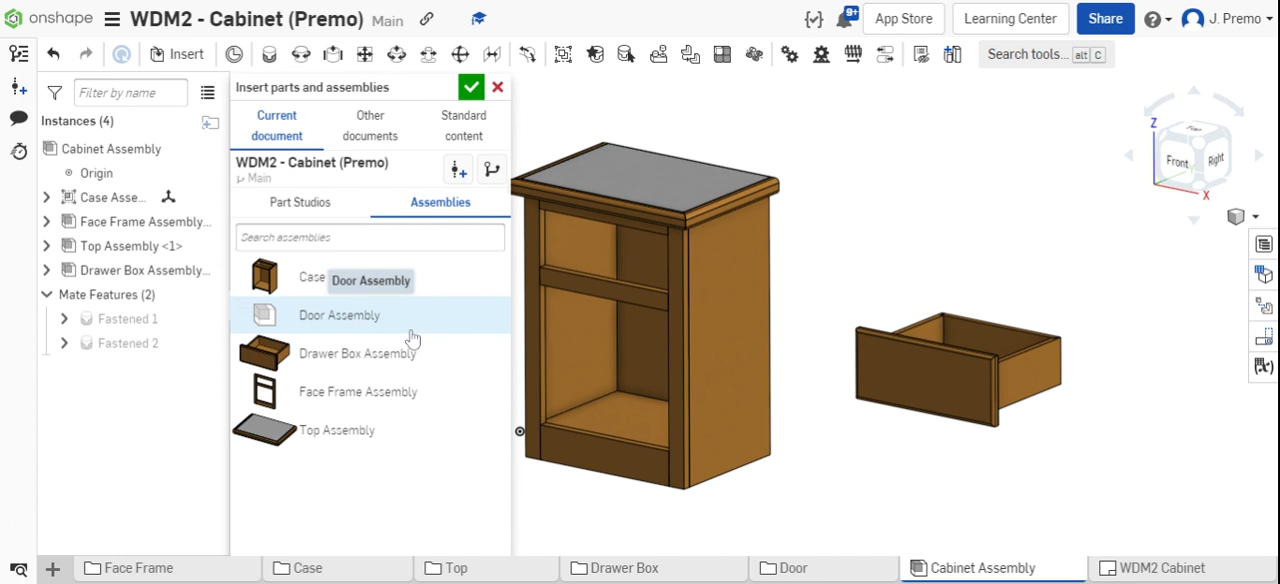 onshape WDM2 - Cabinet (Premo) Main 9+ App Store Learning Center Share J. Premo
Insert Search tools... alt C
Filter by name
Instances (4)
Cabinet Assembly
Origin
Case Asse...
Face Frame Assembly...
Top Assembly <1>
Drawer Box Assembly...
Mate Features (2)
Fastened 1
Fastened 2
Insert parts and assemblies
Current document
Other documents
Standard content
WDM2 - Cabinet (Premo)
Main
Part Studios Assemblies
Search assemblies
Case
Door Assembly
Door Assembly
Drawer Box Assembly
Face Frame Assembly
Top Assembly
Z
Top
Front
Right
X
Face Frame Case Top Drawer Box Door Cabinet Assembly WDM2 Cabinet